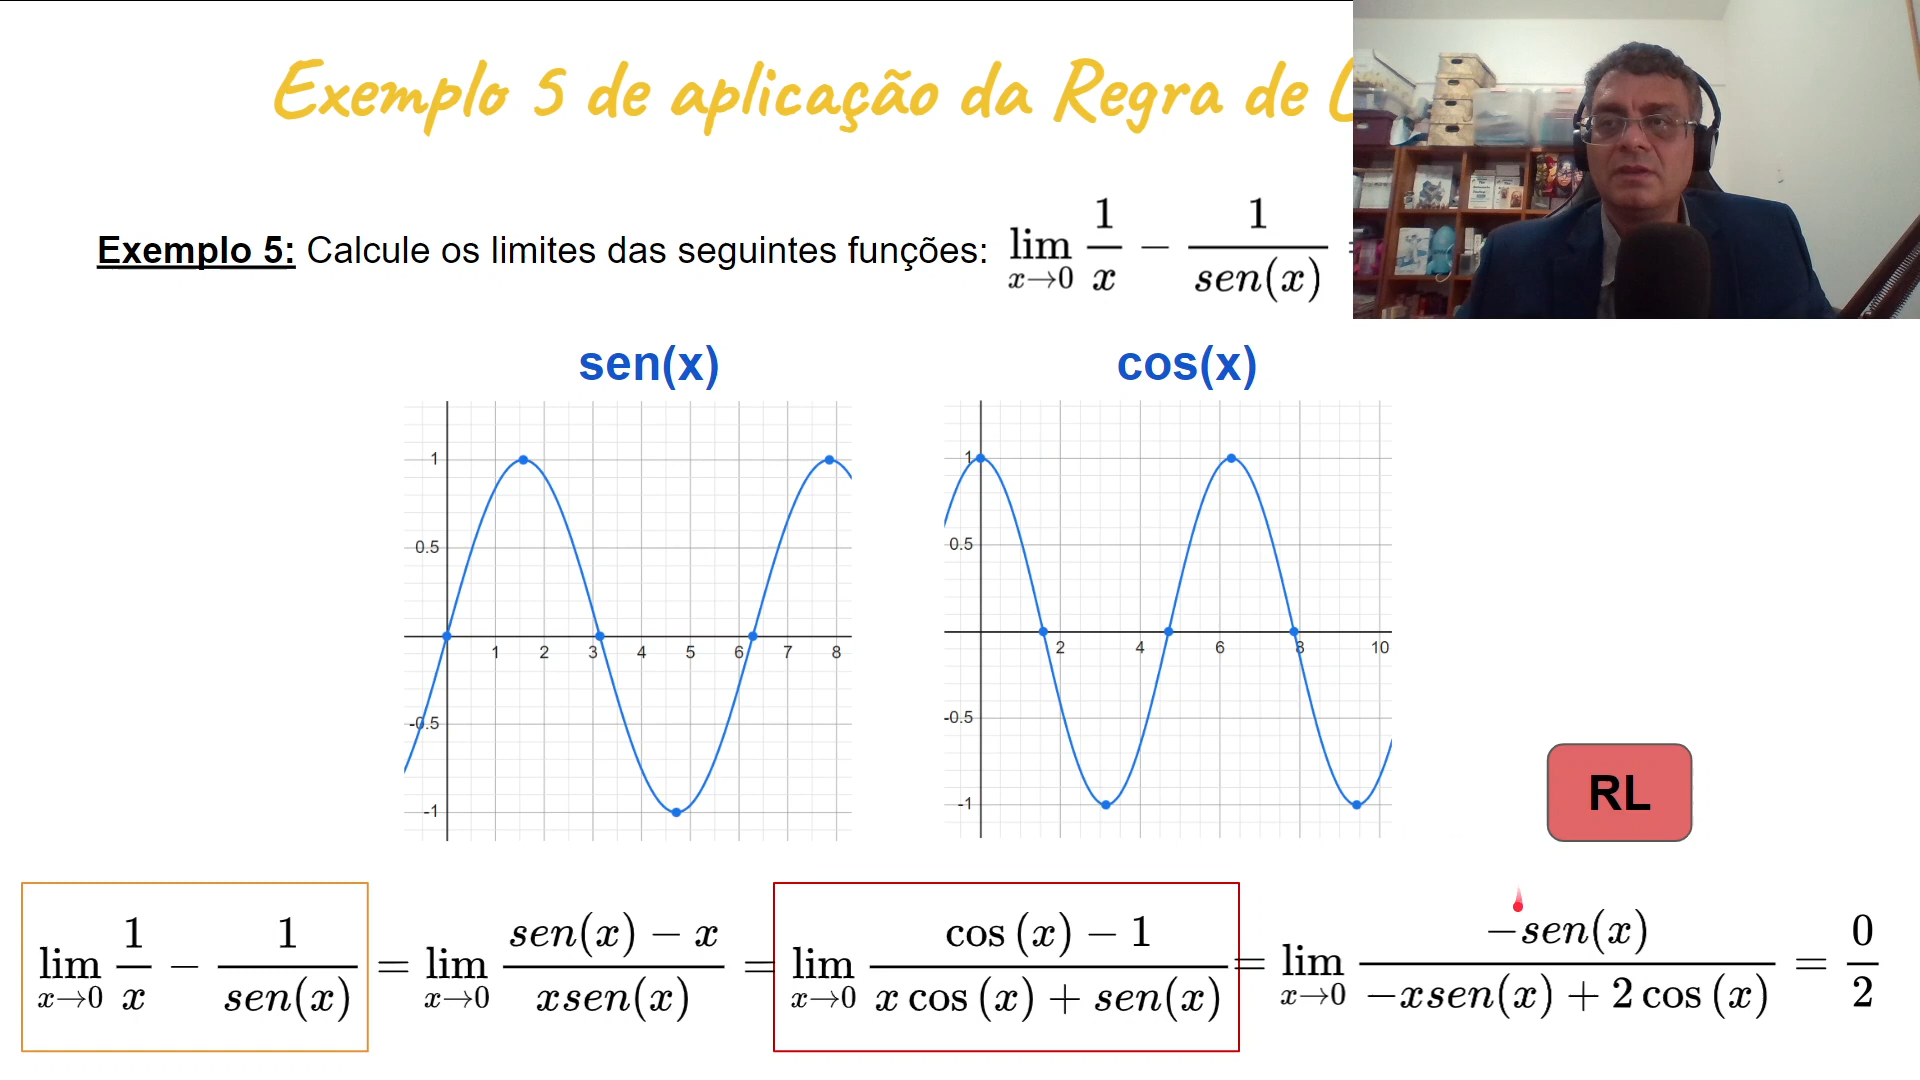 Exemplo 5 de aplicação da Regra de
Exemplo 5: Calcule os limites das seguintes funções: lim x→0 1/x − 1/sen(x)
sen(x)
cos(x)
1
0.5
-0.5
-1
1 2 3 4 5 6 7 8
1
0.5
-0.5
-1
2 4 6 8 10
RL
lim x→0 1/x − 1/sen(x) = lim x→0 (sen(x) − x)/(xsen(x)) = lim x→0 (cos (x) − 1)/(x cos (x) + sen(x)) = lim x→0 (−sen(x))/(−xsen(x) + 2 cos (x)) = 0/2